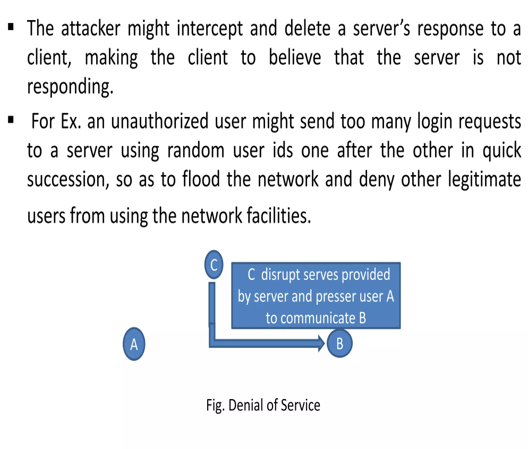 ▪ The attacker might intercept and delete a server’s response to a
client, making the client to believe that the server is not
responding.
▪ For Ex. an unauthorized user might send too many login requests
to a server using random user ids one after the other in quick
succession, so as to flood the network and deny other legitimate
users from using the network facilities.
C
C disrupt serves provided
by server and presser user A
to communicate B
A
B
Fig. Denial of Service